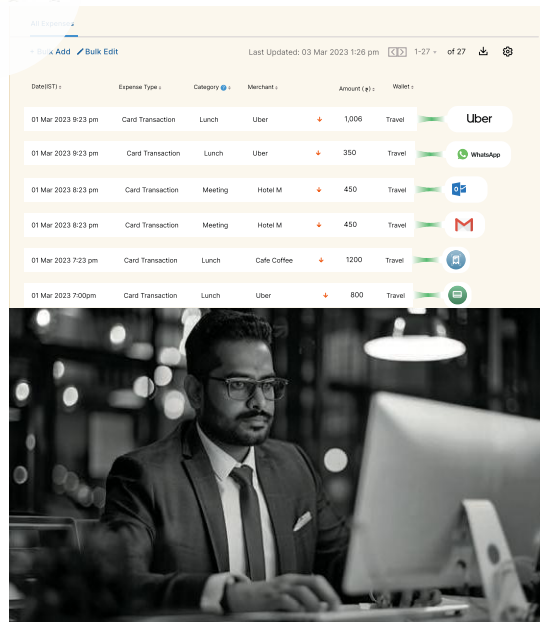 All Expenses
Bulk Add Bulk Edit Last Updated: 03 Mar 2023 1:26 pm 1-27 of 27
Date(IST) Expense Type Category ? Merchant Amount (₹) Wallet
01 Mar 2023 9:23 pm Card Transaction Lunch Uber 1,006 Travel Uber
01 Mar 2023 9:23 pm Card Transaction Lunch Uber 350 Travel WhatsApp
01 Mar 2023 8:23 pm Card Transaction Meeting Hotel M 450 Travel
01 Mar 2023 8:23 pm Card Transaction Meeting Hotel M 450 Travel
01 Mar 2023 7:23 pm Card Transaction Lunch Cafe Coffee 1200 Travel
01 Mar 2023 7:00pm Card Transaction Lunch Uber 800 Travel